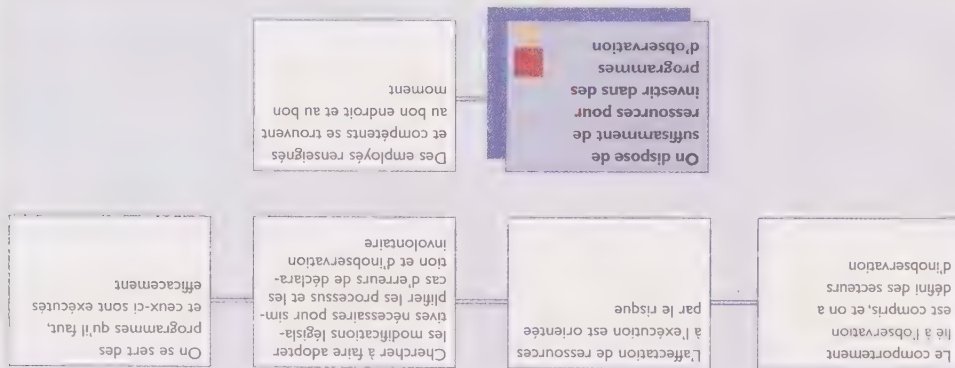 Le comportement
lié à l'observation
est compris, et on a
défini des secteurs
d'inobservation
L'affectation de ressources
à l'exécution est orientée
par le risque
Chercher à faire adopter
les modifications législa-
tives nécessaires pour sim-
plifier les processus et les
cas d'erreurs de déclara-
tion et d'inobservation
involontaire
On se sert des
programmes qu'il faut,
et ceux-ci sont exécutés
efficacement
On dispose de
suffisamment de
ressources pour
investir dans des
programmes
d'observation
Des employés renseignés
et compétents se trouvent
au bon endroit et au bon
moment